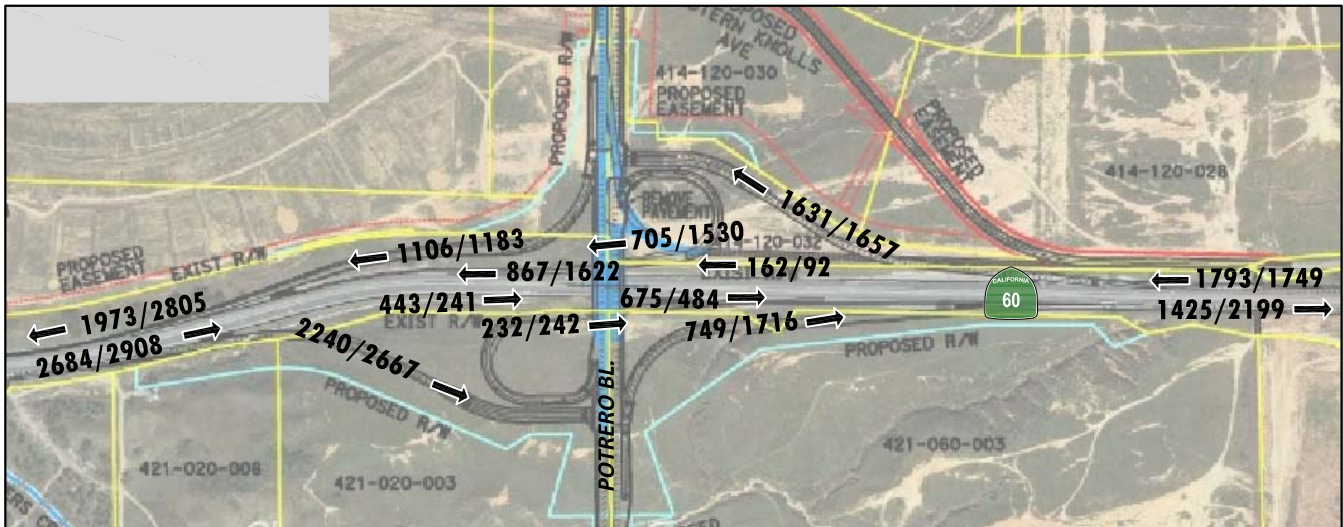 PROPOSED
WESTERN KNOLLS
AVE
PROPOSED R/W
414-120-030
PROPOSED
EASEMENT
PROPOSED
EASEMENT
414-120-028
REMOVE
PAVEMENT
1631/1657
1106/1183
705/1530
414-120-032
PROPOSED
EASEMENT
EXIST R/W
867/1622
162/92
CALIFORNIA
60
1793/1749
1973/2805
443/241
675/484
1425/2199
EXIST R/W
232/242
749/1716
2684/2908
2240/2667
PROPOSED R/W
PROPOSED R/W
POTRERO BL.
421-020-006
421-020-003
421-060-003